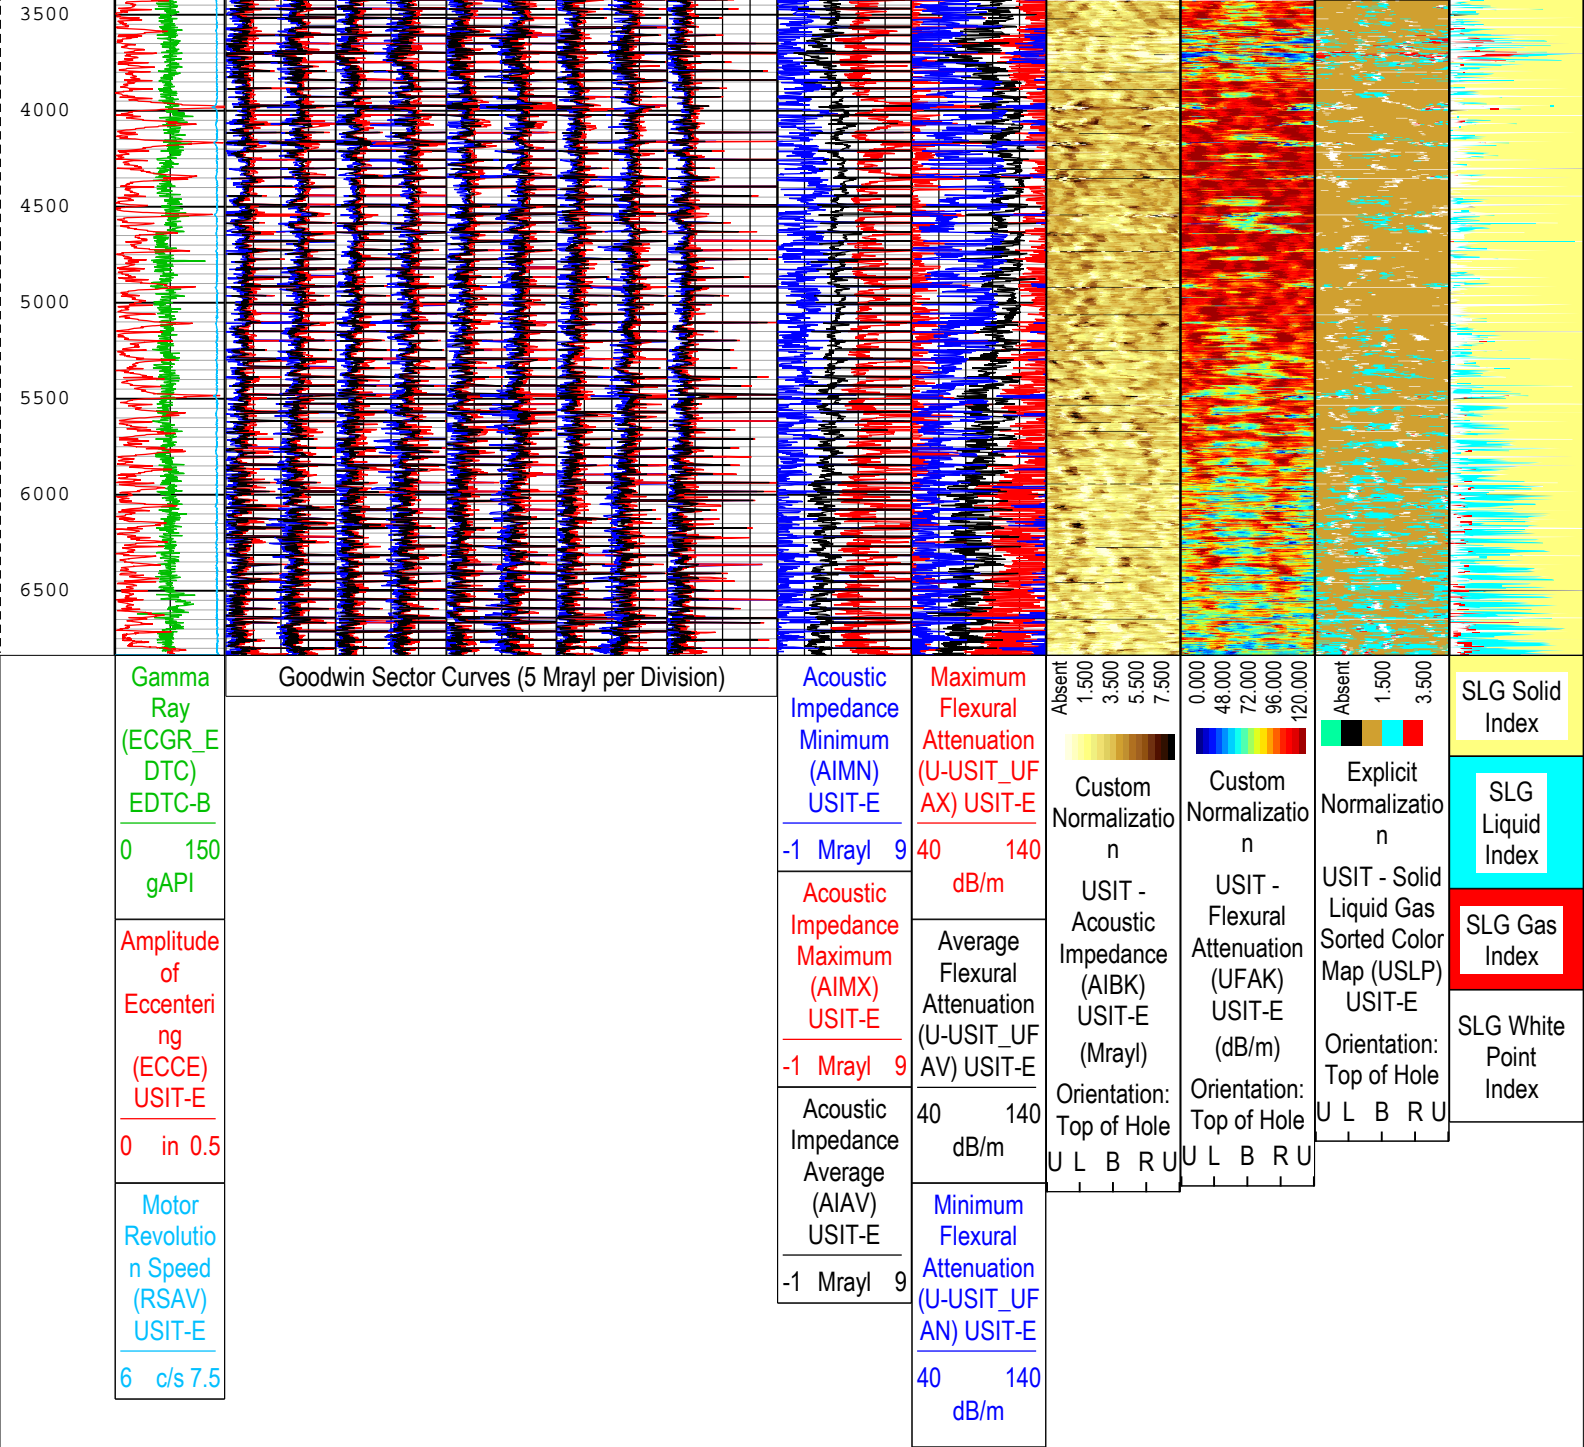 3500
4000
4500
5000
5500
6000
6500
Gamma
Ray
(ECGR_E
DTC)
EDTC-B
0 150
gAPI
Amplitude
of
Eccenteri
ng
(ECCE)
USIT-E
0 in 0.5
Motor
Revolutio
n Speed
(RSAV)
USIT-E
6 c/s 7.5
Goodwin Sector Curves (5 Mrayl per Division)
Acoustic
Impedance
Minimum
(AIMN)
USIT-E
-1 Mrayl 9
Acoustic
Impedance
Maximum
(AIMX)
USIT-E
-1 Mrayl 9
Acoustic
Impedance
Average
(AIAV)
USIT-E
-1 Mrayl 9
Maximum
Flexural
Attenuation
(U-USIT_UF
AX) USIT-E
40 140
dB/m
Average
Flexural
Attenuation
(U-USIT_UF
AV) USIT-E
40 140
dB/m
Minimum
Flexural
Attenuation
(U-USIT_UF
AN) USIT-E
40 140
dB/m
Absent
1.500
3.500
5.500
7.500
Custom
Normalizatio
n
USIT -
Acoustic
Impedance
(AIBK)
USIT-E
(Mrayl)
Orientation:
Top of Hole
U L B R U
0.000
48.000
72.000
96.000
120.000
Custom
Normalizatio
n
USIT -
Flexural
Attenuation
(UFAK)
USIT-E
(dB/m)
Orientation:
Top of Hole
U L B R U
Absent
1.500
3.500
Explicit
Normalizatio
n
USIT - Solid
Liquid Gas
Sorted Color
Map (USLP)
USIT-E
Orientation:
Top of Hole
U L B R U
SLG Solid
Index
SLG
Liquid
Index
SLG Gas
Index
SLG White
Point
Index